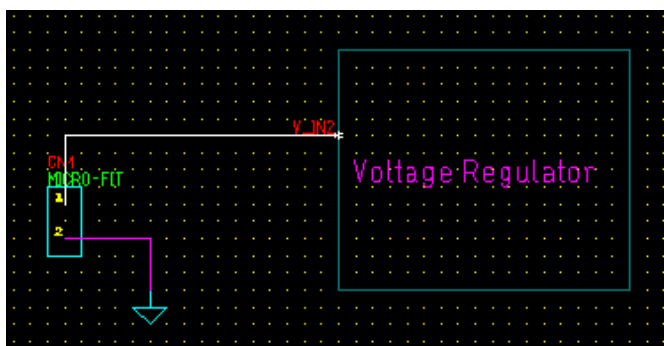 V_IN2
Voltage Regulator
CN1
MICRO-FIT
1
2